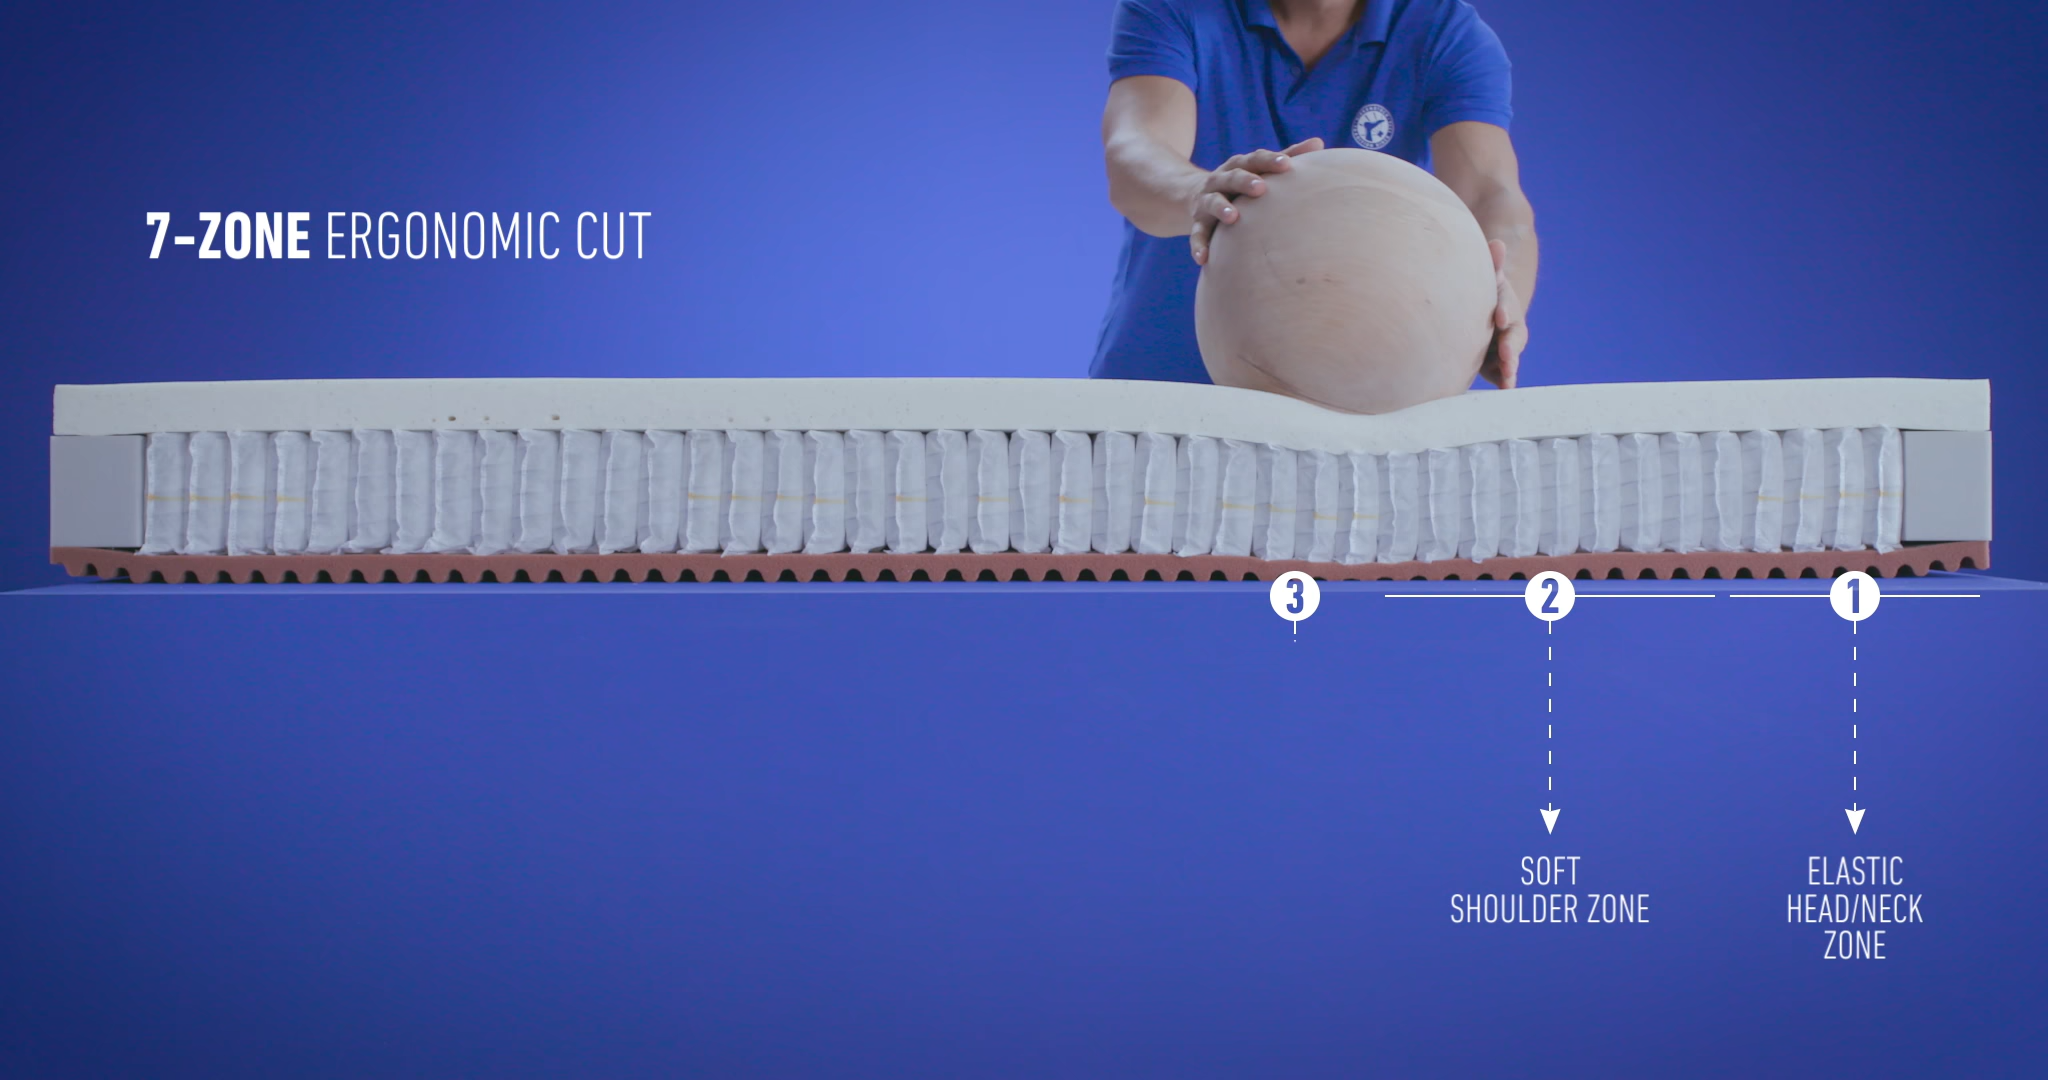 7-ZONE ERGONOMIC CUT
3
2
1
SOFT
SHOULDER ZONE
ELASTIC
HEAD/NECK
ZONE